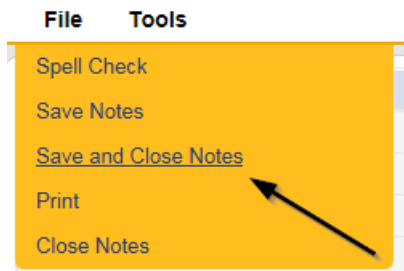 File Tools
Spell Check
Save Notes
Save and Close Notes
Print
Close Notes